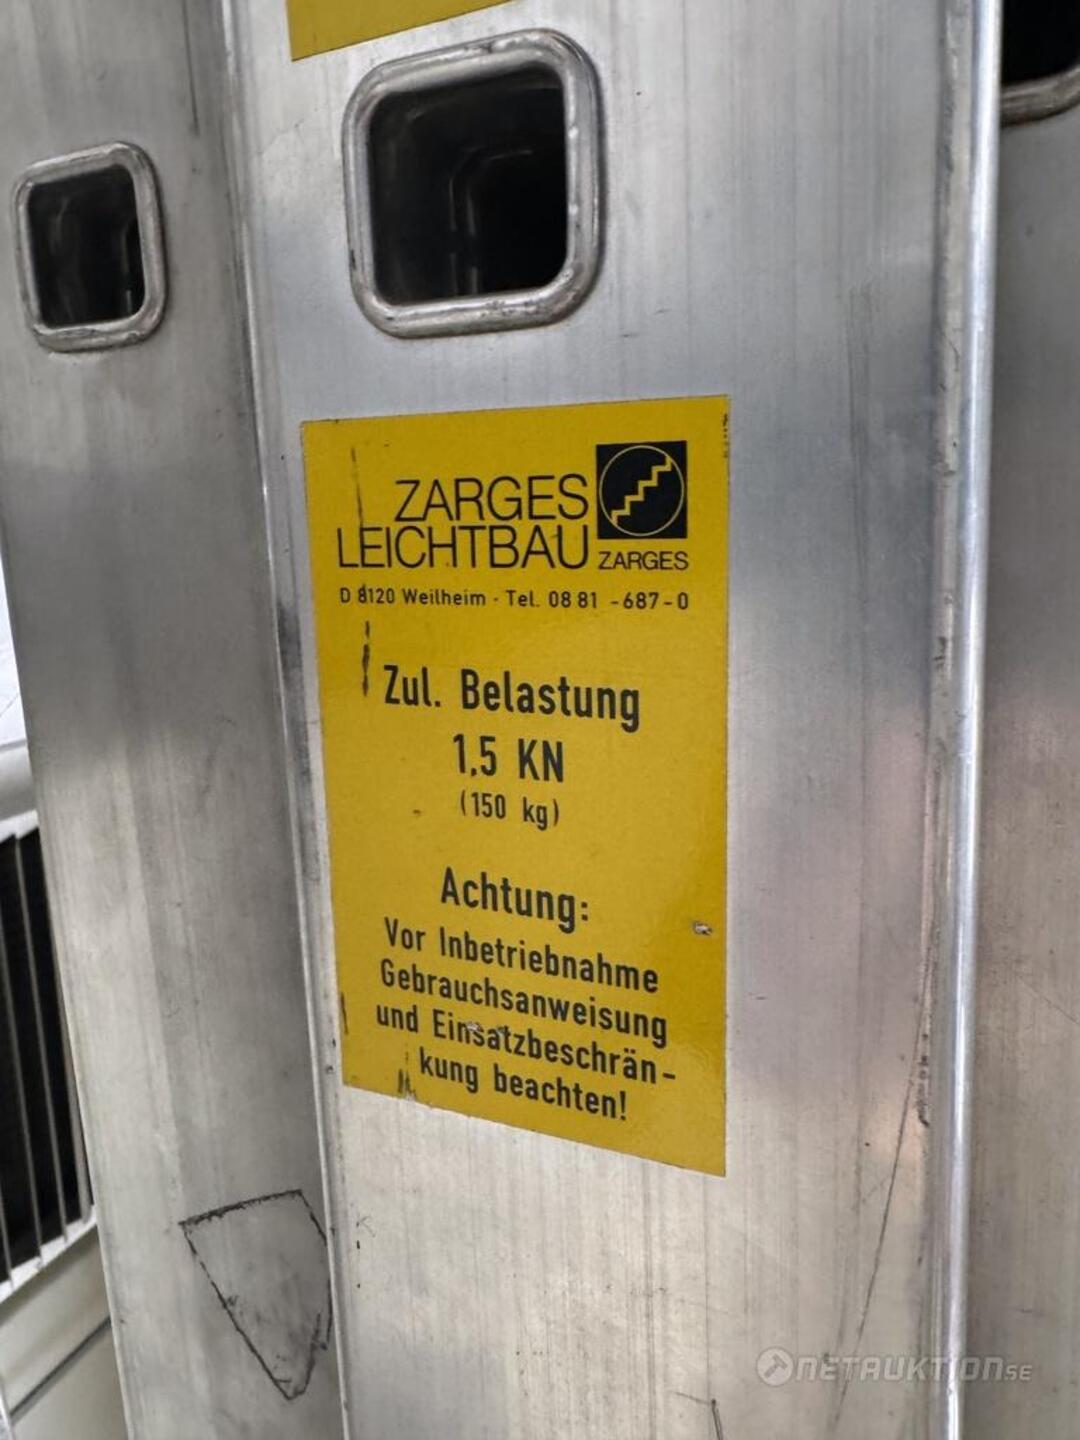 ZARGES
LEICHTBAU
ZARGES
D 8120 Weilheim · Tel. 08 81 -687-0
Zul. Belastung
1,5 KN
(150 kg)
Achtung:
Vor Inbetriebnahme
Gebrauchsanweisung
und Einsatzbeschrän-
kung beachten!
NETAUKTION.SE